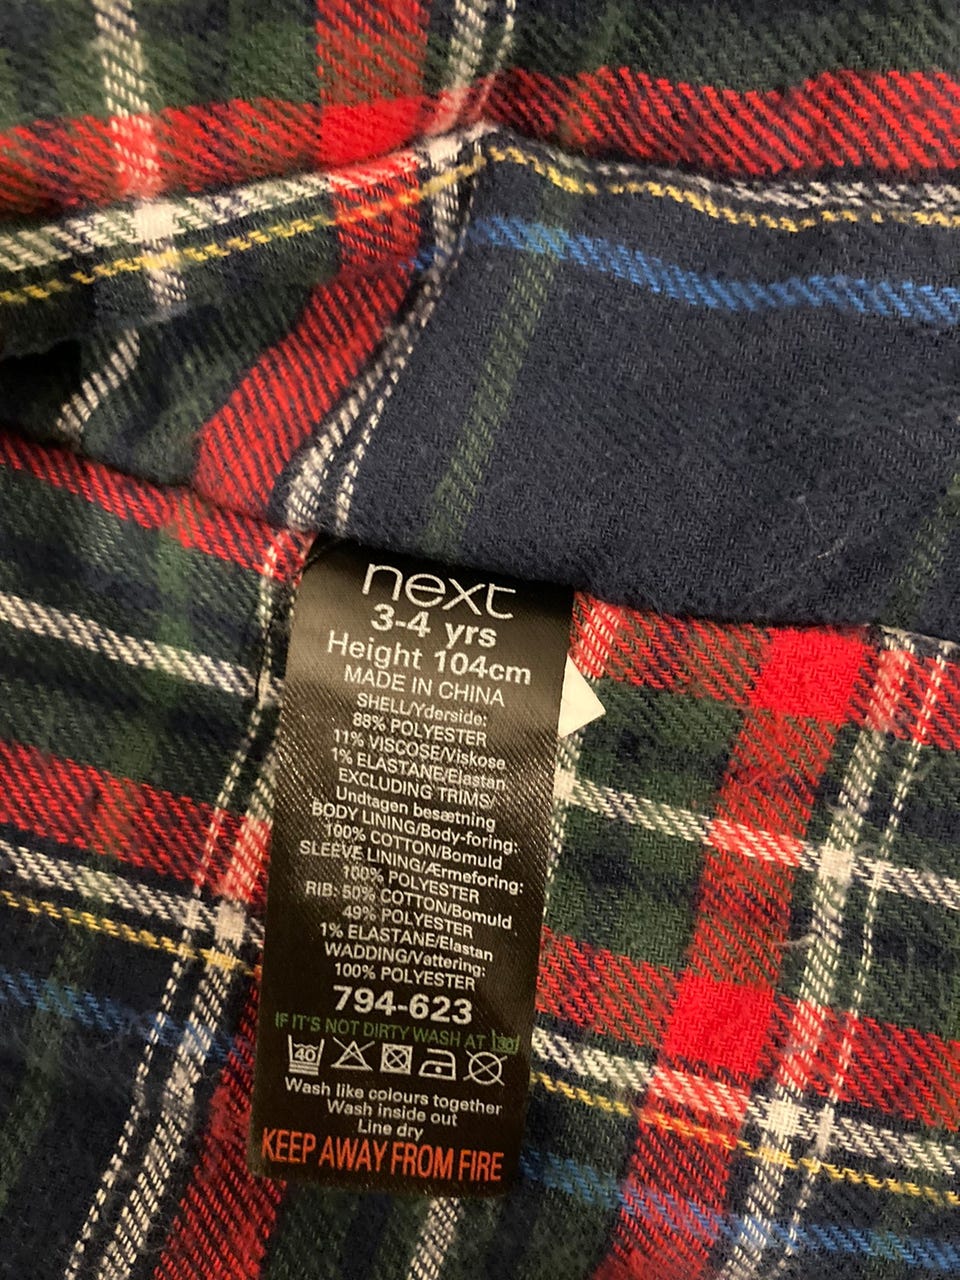 next
3-4 yrs
Height 104cm
MADE IN CHINA
SHELL/Yderside:
88% POLYESTER
11% VISCOSE/Viskose
1% ELASTANE/Elastan
EXCLUDING TRIMS/
Undtagen besætning
BODY LINING/Body-foring:
100% COTTON/Bomuld
SLEEVE LINING/Ærmeforing:
100% POLYESTER
RIB: 50% COTTON/Bomuld
49% POLYESTER
1% ELASTANE/Elastan
WADDING/Vattering:
100% POLYESTER
794-623
IF IT'S NOT DIRTY WASH AT 30
40
Wash like colours together
Wash inside out
Line dry
KEEP AWAY FROM FIRE